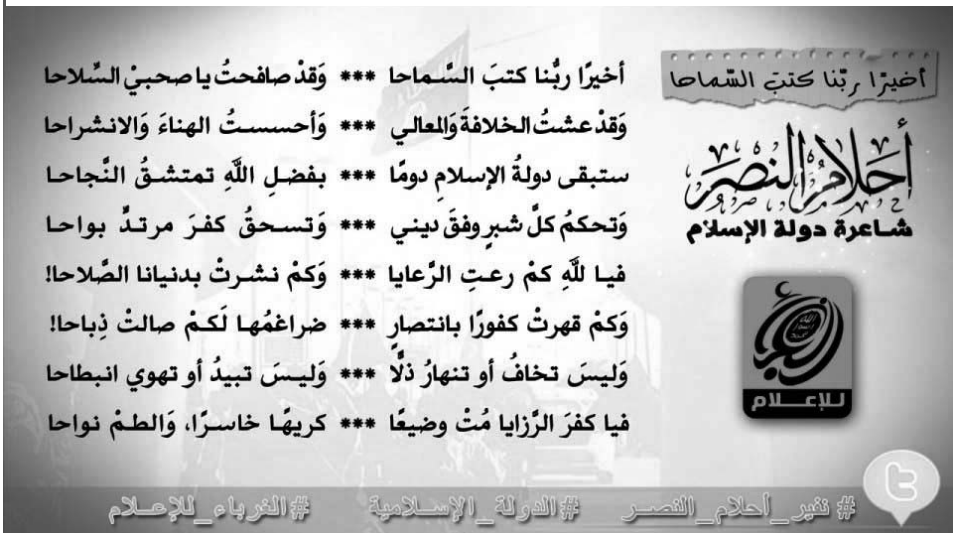 أخيرًا ربُّنا كتبَ السَّماحا
أحلام النصر
شاعرة دولة الإسلام
الغرباء
للإعلام
أخيرًا ربُّنا كتبَ السَّماحا *** وَقدْ صافحتُ يا صحبيْ السِّلاحا
وَقدْ عشتُ الخلافةَ وَالمعالي *** وَأحسستُ الهناءَ وَالانشراحا
ستبقى دولةُ الإسلامِ دومًا *** بفضلِ اللَّهِ تمتشقُ النَّجاحا
وَتحكمُ كلَّ شبرٍ وفقَ ديني *** وَتسحقُ كفرَ مرتدٍّ بواحا
فيا للَّهِ كمْ رعتِ الرَّعايا *** وَكمْ نشرتْ بدنيانا الصَّلاحا!
وَكمْ قهرتْ كفورًا بانتصارٍ *** ضراغمُها لَكمْ صالتْ ذِباحا!
وَليسَ تخافُ أو تنهارُ ذلًّا *** وَليسَ تبيدُ أو تهوي انبطاحا
فيا كفرَ الرَّزايا مُتْ وضيعًا *** كريهًا خاسرًا، وَالطمْ نواحا
#نفير_أحلام_النصر #الدولة_الإسلامية #الغرباء_للإعلام